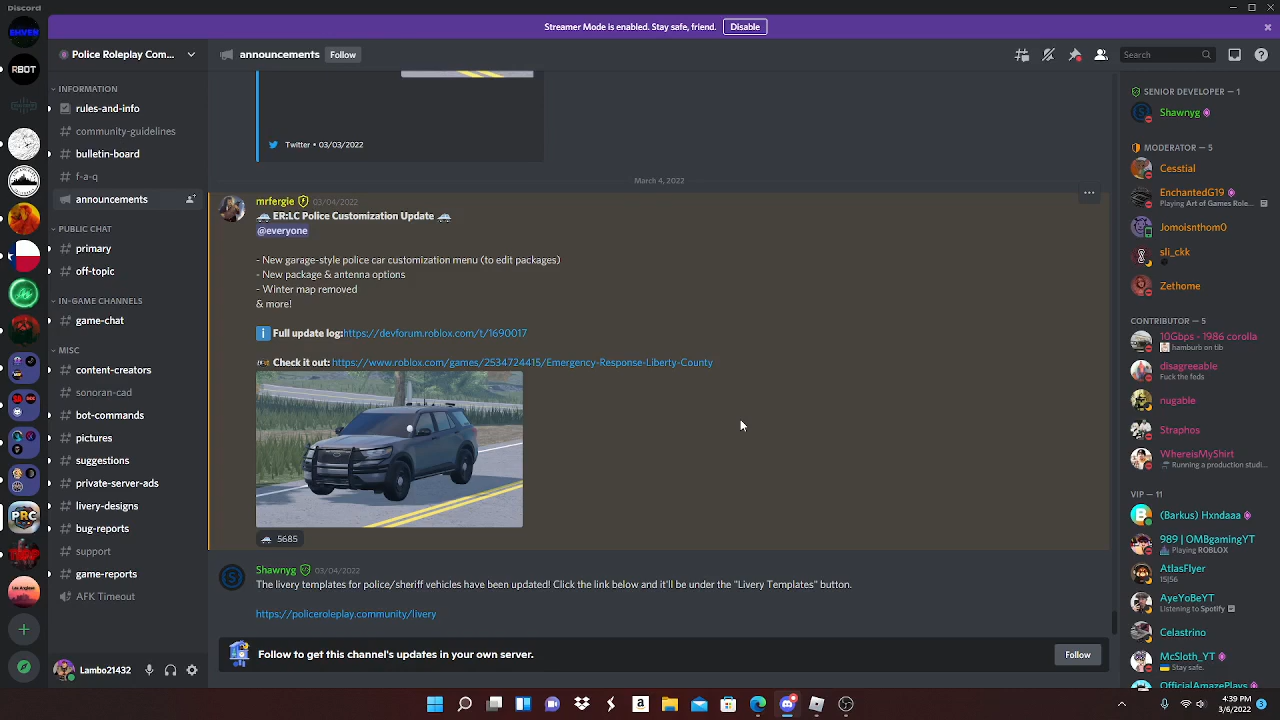 Discord
Streamer Mode is enabled. Stay safe, friend. Disable
EHVER
RBOT
PRC
Los Angeloss
Police Roleplay Com...
INFORMATION
rules-and-info
community-guidelines
bulletin-board
f-a-q
announcements
PUBLIC CHAT
primary
off-topic
IN-GAME CHANNELS
game-chat
MISC
content-creators
sonoran-cad
bot-commands
pictures
suggestions
private-server-ads
livery-designs
bug-reports
support
game-reports
AFK Timeout
Lambo21432
announcements Follow
Search
Twitter • 03/03/2022
March 4, 2022
mrfergie 03/04/2022
ER:LC Police Customization Update
@everyone
- New garage-style police car customization menu (to edit packages)
- New package & antenna options
- Winter map removed
& more!
Full update log:https://devforum.roblox.com/t/1690017
Check it out: https://www.roblox.com/games/2534724415/Emergency-Response-Liberty-County
5685
Shawnyg 03/04/2022
The livery templates for police/sheriff vehicles have been updated! Click the link below and it'll be under the "Livery Templates" button.
https://policeroleplay.community/livery
Follow to get this channel's updates in your own server.
Follow
SENIOR DEVELOPER — 1
Shawnyg
MODERATOR — 5
Cesstial
EnchantedG19
Playing Art of Games Role...
Jomoisnthom0
sli_ckk
Zethome
CONTRIBUTOR — 5
10Gbps - 1986 corolla
hamburb on tib
disagreeable
Fuck the feds
nugable
Straphos
WhereisMyShirt
Running a production studi...
VIP — 11
(Barkus) Hxndaaa
989 | OMBgamingYT
Playing ROBLOX
AtlasFlyer
15|56
AyeYoBeYT
Listening to Spotify
Celastrino
McSloth_YT
Stay safe.
OfficialAmazePlays
4:39 PM
3/6/2022
3